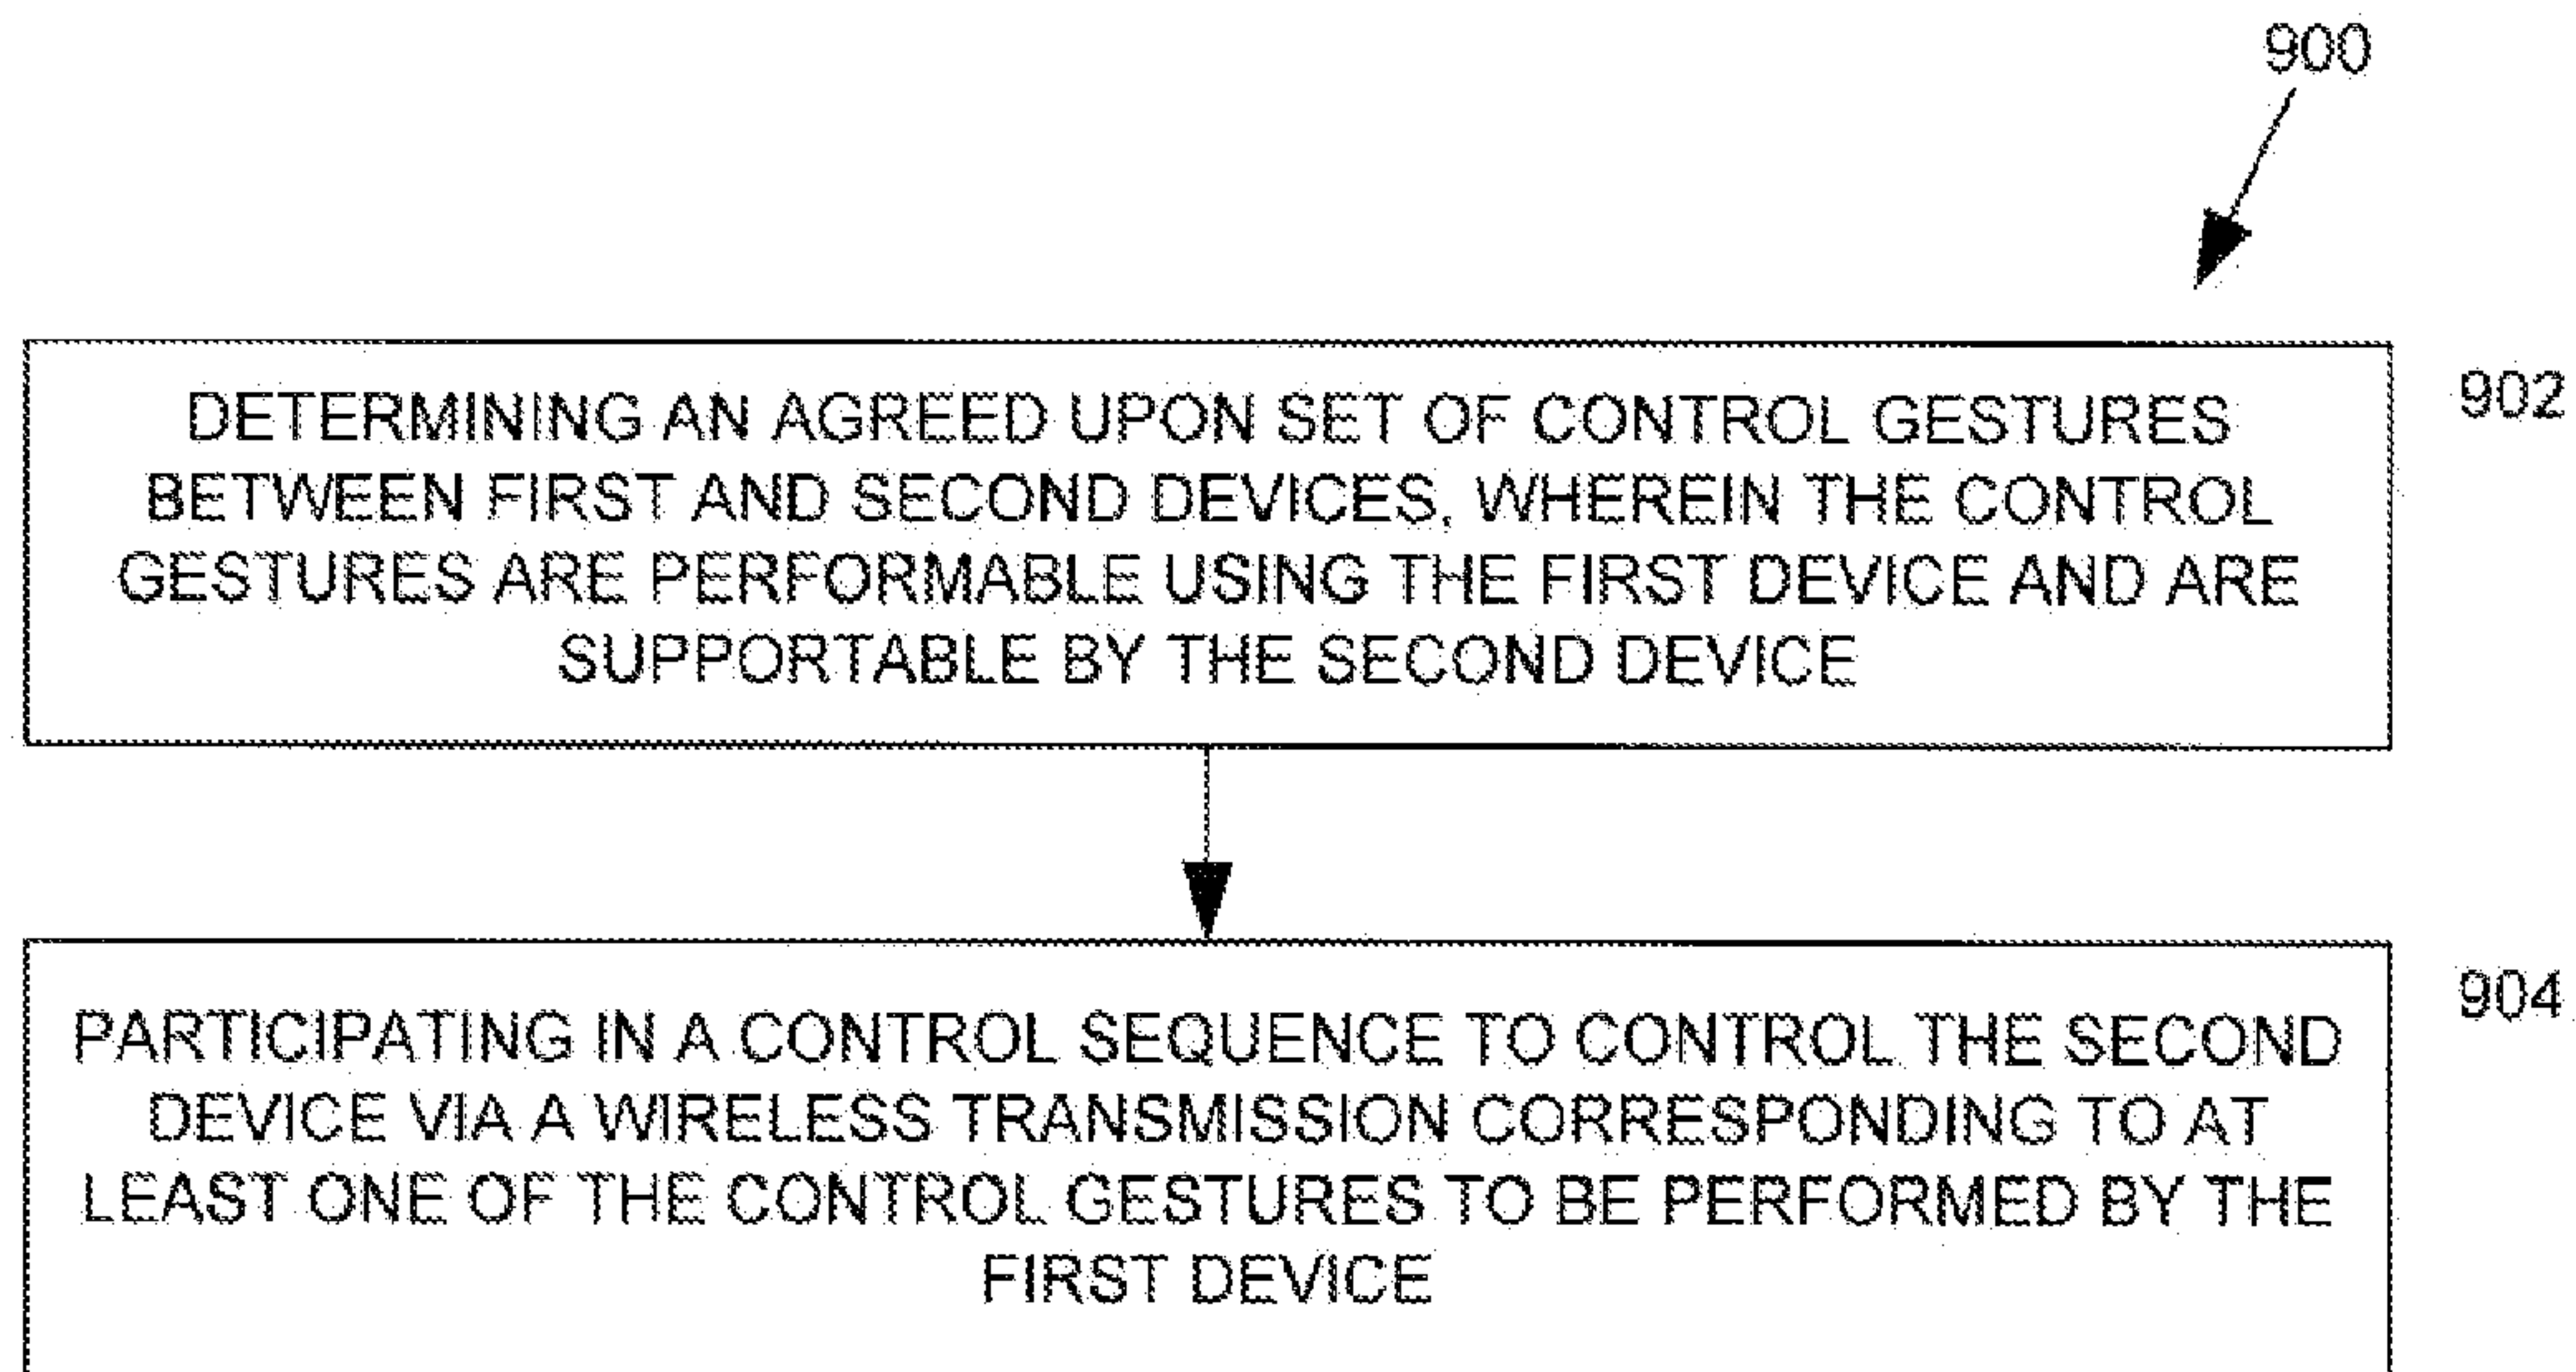 900
902
DETERMINING AN AGREED UPON SET OF CONTROL GESTURES
BETWEEN FIRST AND SECOND DEVICES, WHEREIN THE CONTROL
GESTURES ARE PERFORMABLE USING THE FIRST DEVICE AND ARE
SUPPORTABLE BY THE SECOND DEVICE
904
PARTICIPATING IN A CONTROL SEQUENCE TO CONTROL THE SECOND
DEVICE VIA A WIRELESS TRANSMISSION CORRESPONDING TO AT
LEAST ONE OF THE CONTROL GESTURES TO BE PERFORMED BY THE
FIRST DEVICE